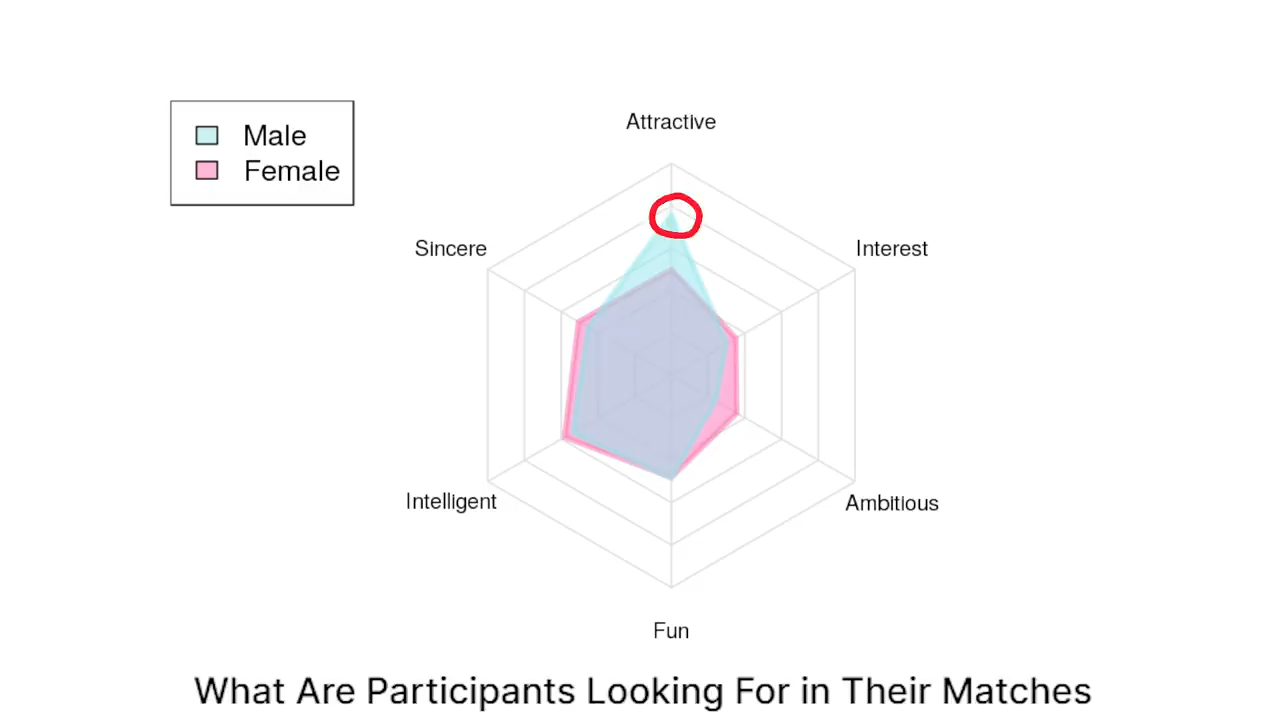 Male
Female
Attractive
Sincere
Interest
Intelligent
Ambitious
Fun
What Are Participants Looking For in Their Matches